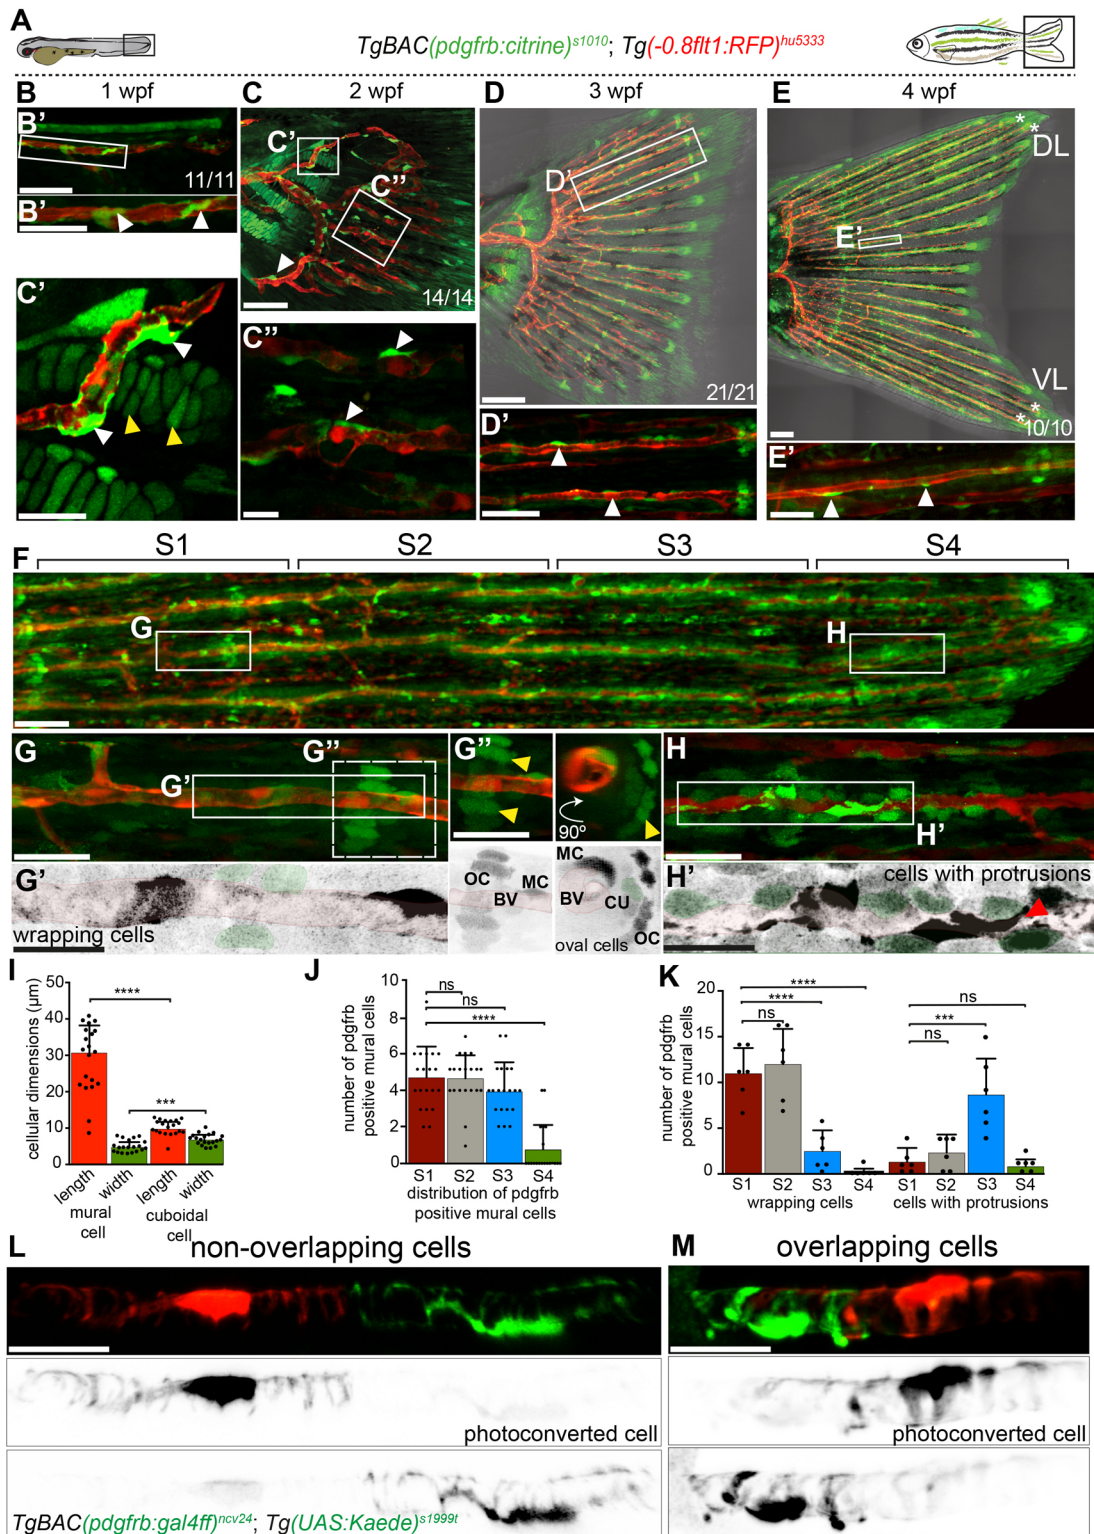 A
TgBAC(pdgfrb:citrine)s1010; Tg(-0.8flt1:RFP)hu5333
B 1 wpf
C 2 wpf
D 3 wpf
E 4 wpf
B'
11/11
B'
C'
C'
C''
14/14
C''
D'
21/21
D'
DL
E'
VL
10/10
E'
S1 S2 S3 S4
F
G
H
G
G'
G''
G''
90º
H
H'
G'
wrapping cells
OC
BV
MC
MC
BV
CU
OC
oval cells
H'
cells with protrusions
I
cellular dimensions (µm)
50
40
30
20
10
0
****
***
length width length width
mural cell
cuboidal cell
J
number of pdgfrb
positive mural cells
10
8
6
4
2
0
ns
ns
****
S1 S2 S3 S4
distribution of pdgfrb
positive mural cells
K
number of pdgfrb
positive mural cells
20
15
10
5
0
****
****
ns
ns
***
ns
S1 S2 S3 S4 S1 S2 S3 S4
wrapping cells cells with protrusions
L non-overlapping cells
M overlapping cells
photoconverted cell
photoconverted cell
TgBAC(pdgfrb:gal4ff)ncv24; Tg(UAS:Kaede)s1999t